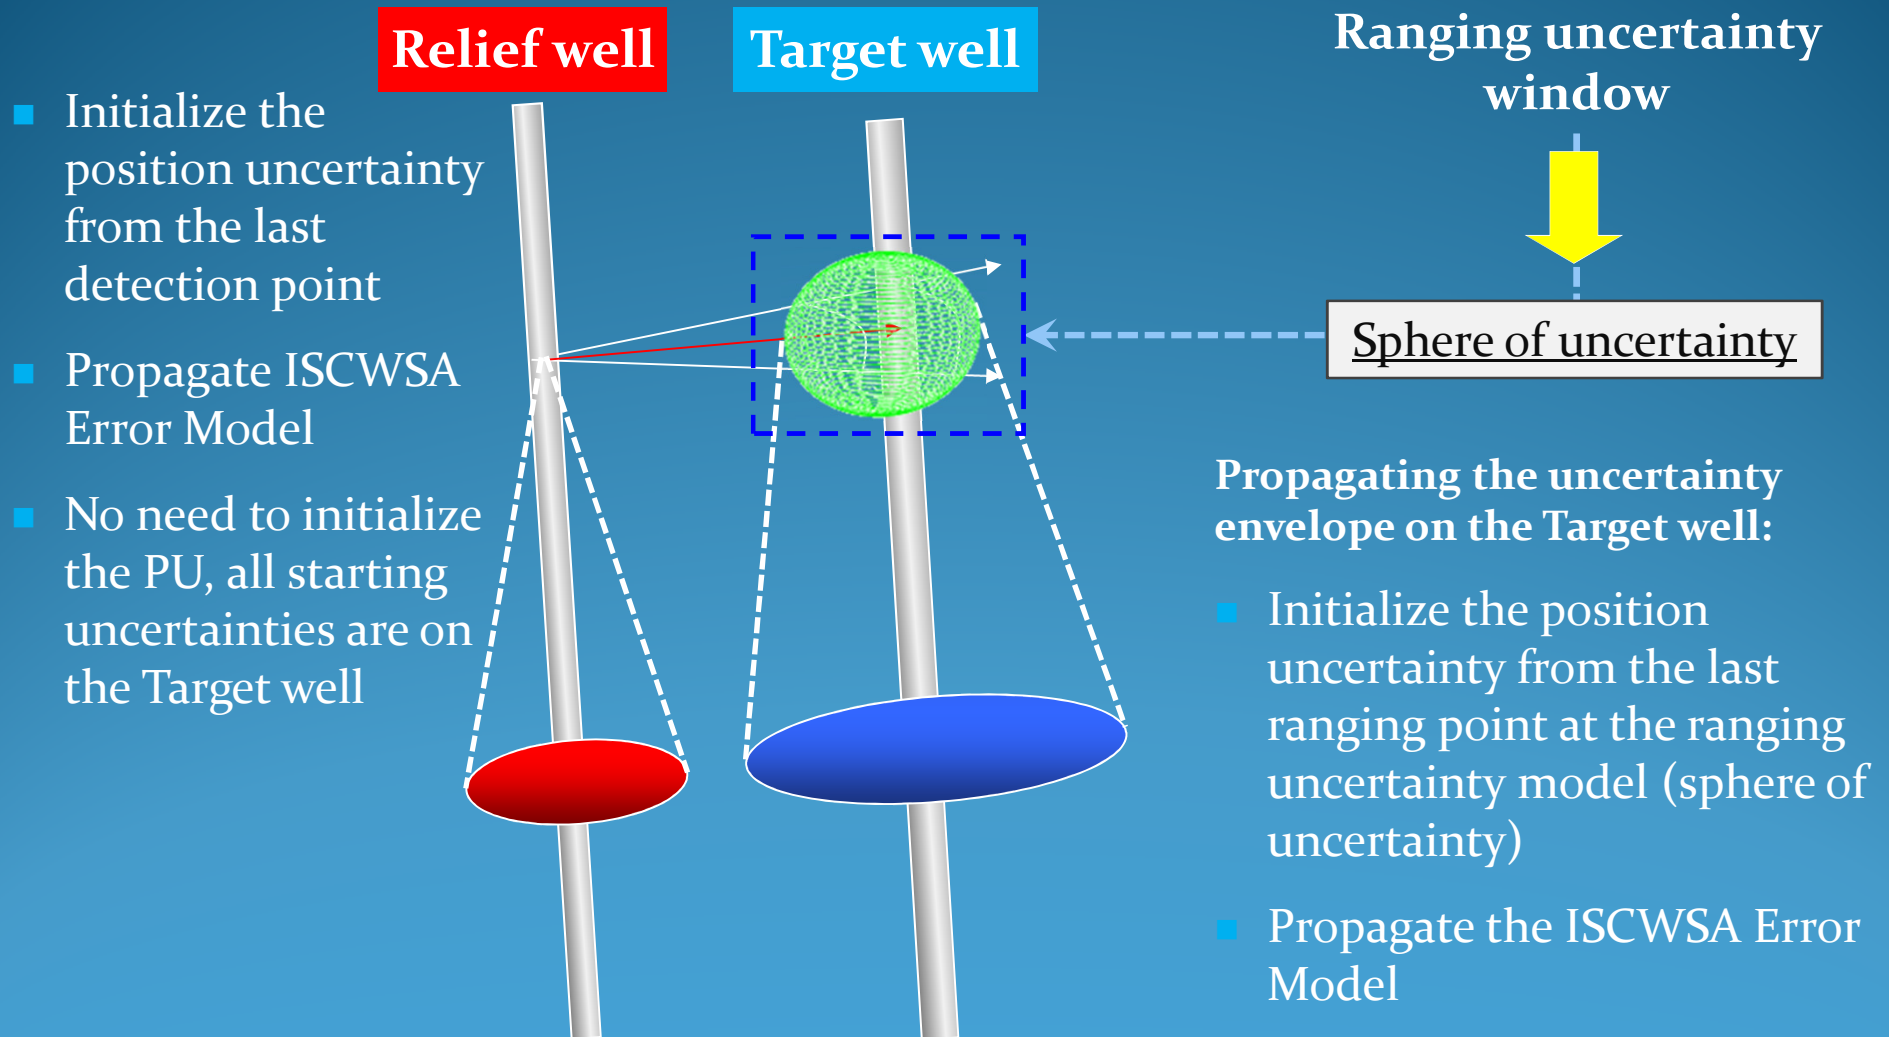 Relief well
Target well
Initialize the
position uncertainty
from the last
detection point
Propagate ISCWSA
Error Model
No need to initialize
the PU, all starting
uncertainties are on
the Target well
Ranging uncertainty
window
Sphere of uncertainty
Propagating the uncertainty
envelope on the Target well:
Initialize the position
uncertainty from the last
ranging point at the ranging
uncertainty model (sphere of
uncertainty)
Propagate the ISCWSA Error
Model